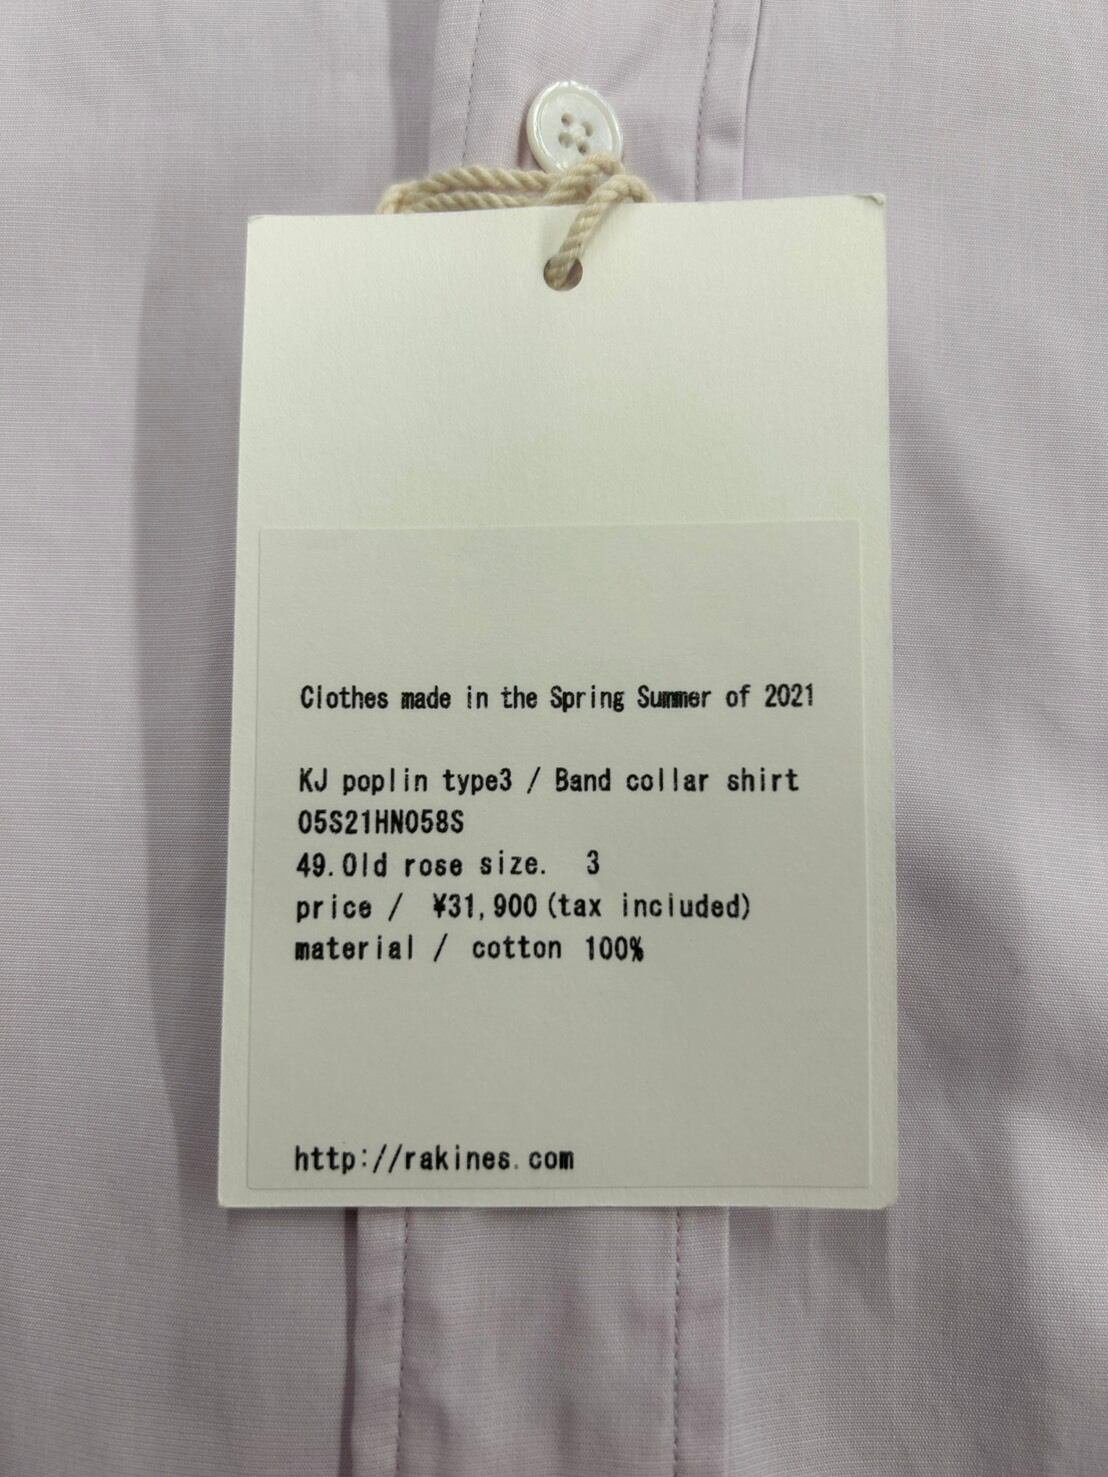 Clothes made in the Spring Summer of 2021
KJ poplin type3 / Band collar shirt
05S21HN058S
49.Old rose size. 3
price / ¥31,900(tax included)
material / cotton 100%
http://rakines.com